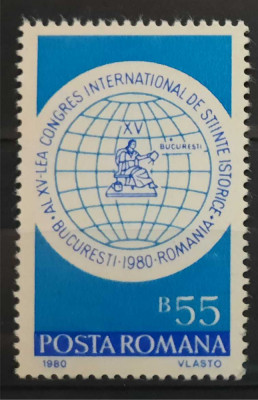 • AL XV-LEA CONGRES INTERNATIONAL DE STIINTE ISTORICE •
XV
BUCURESTI
BUCURESTI • 1980 • ROMANIA
B 55
POSTA ROMANA
1980 VLASTO